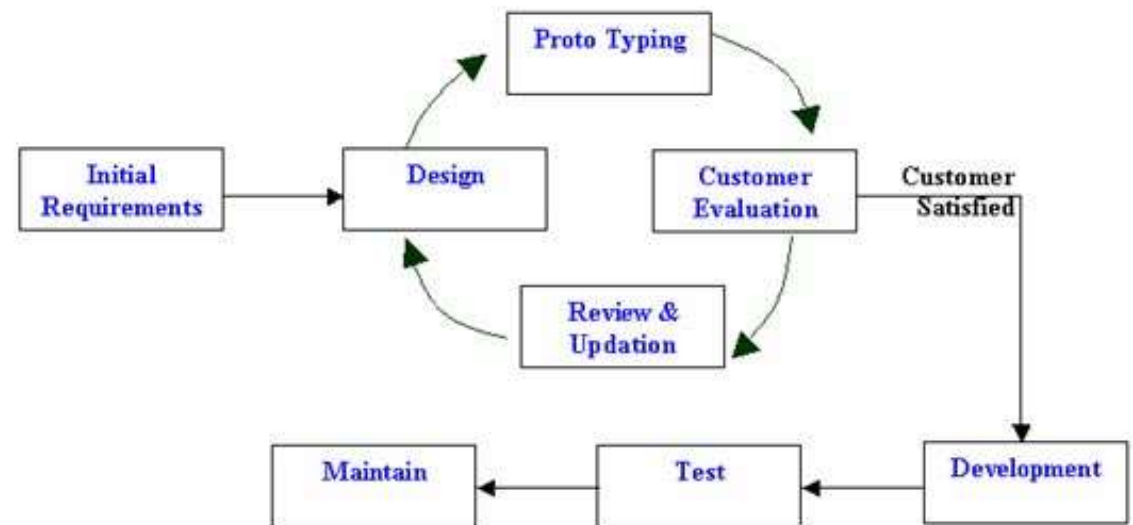 Proto Typing
Initial
Requirements
Design
Customer
Evaluation
Customer
Satisfied
Review &
Updation
Maintain
Test
Development